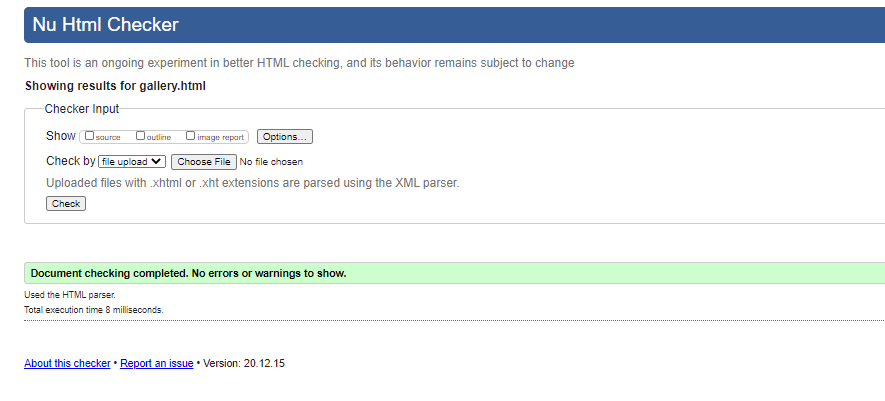 Nu Html Checker
This tool is an ongoing experiment in better HTML checking, and its behavior remains subject to change
Showing results for gallery.html
Checker Input
Show source outline image report Options...
Check by file upload Choose File No file chosen
Uploaded files with .xhtml or .xht extensions are parsed using the XML parser.
Check
Document checking completed. No errors or warnings to show.
Used the HTML parser.
Total execution time 8 milliseconds.
About this checker • Report an issue • Version: 20.12.15